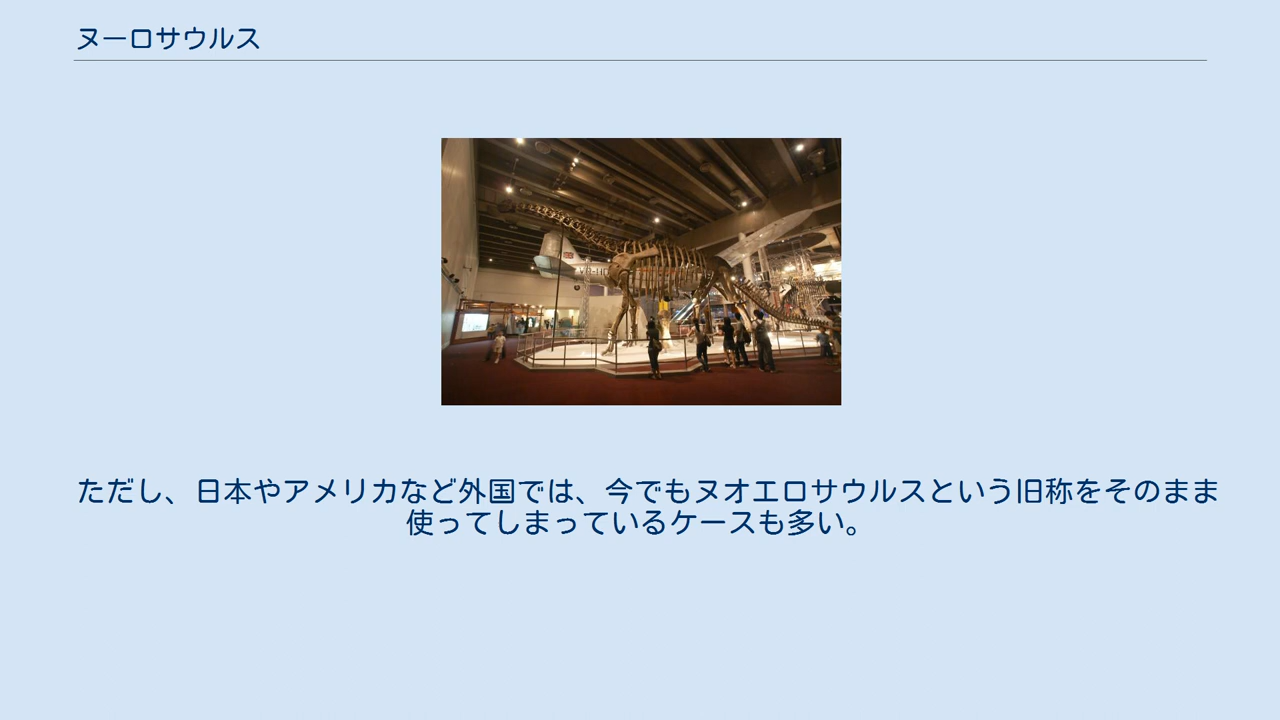 ヌーロサウルス
VR-H
ただし、日本やアメリカなど外国では、今でもヌオエロサウルスという旧称をそのまま
使ってしまっているケースも多い。